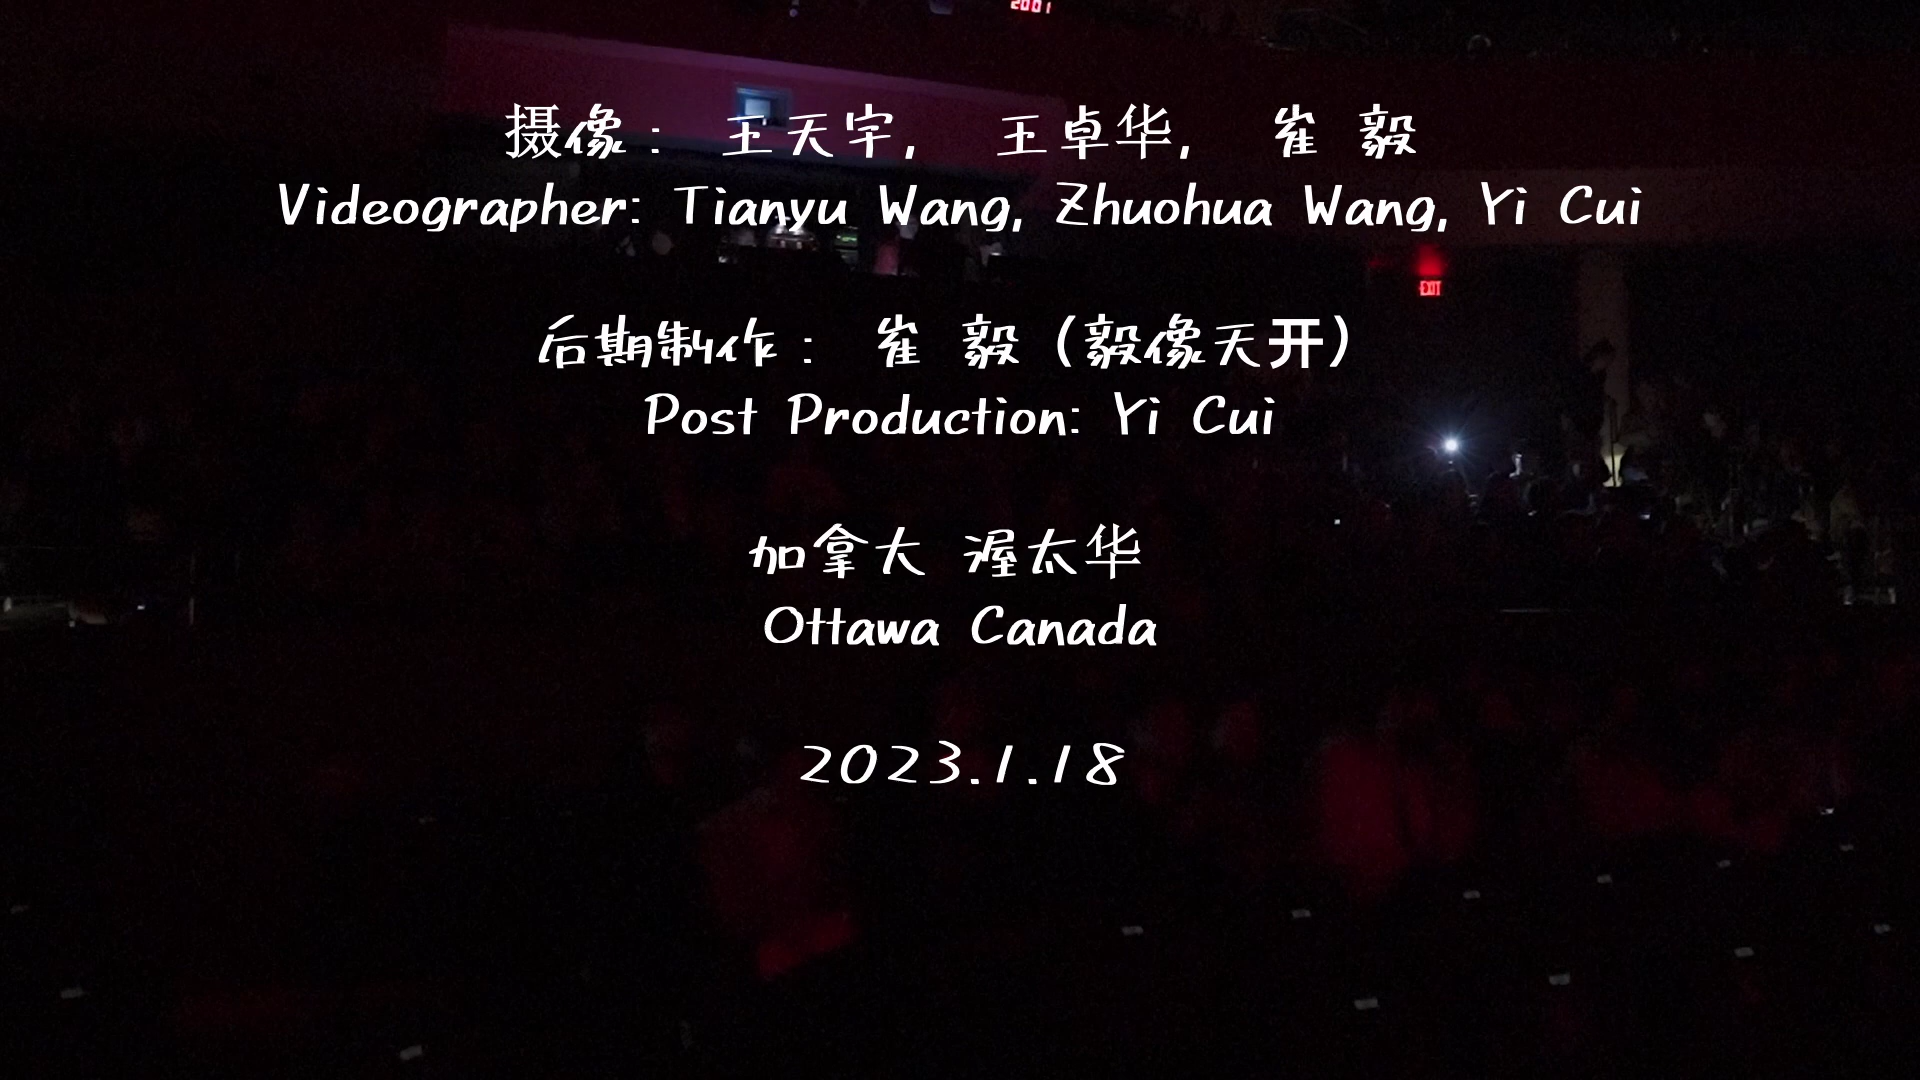 2001
摄像： 王天宇, 王卓华, 崔 毅
Videographer: Tianyu Wang, Zhuohua Wang, Yi Cui
EXIT
后期制作： 崔 毅（毅像天开）
Post Production: Yi Cui
加拿大 渥太华
Ottawa Canada
2023.1.18